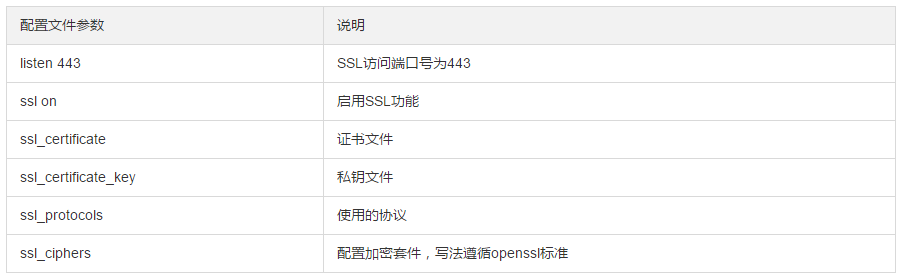 配置文件参数 说明
listen 443 SSL访问端口号为443
ssl on 启用SSL功能
ssl_certificate 证书文件
ssl_certificate_key 私钥文件
ssl_protocols 使用的协议
ssl_ciphers 配置加密套件，写法遵循openssl标准